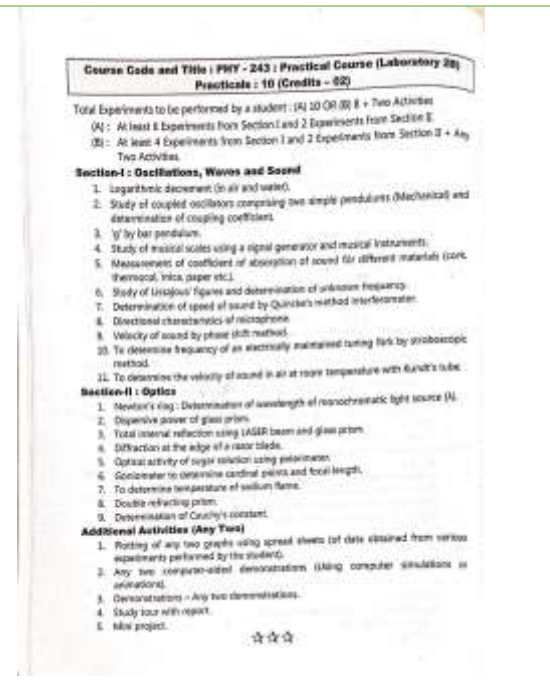 Course Code and Title : PHY - 243 : Practical Course (Laboratory 2B)
Practicals : 10 (Credits - 02)
Total Experiments to be performed by a student : (A) 10 OR (B) 8 + Two Activities
(A) : At least 8 Experiments from Section I and 2 Experiments from Section II.
(B) : At least 4 Experiments from Section I and 2 Experiments from Section II + Any
Two Activities.
Section-I : Oscillations, Waves and Sound
1. Logarithmic decrement (in air and water).
2. Study of coupled oscillators comprising two simple pendulums (Mechanical) and
determination of coupling coefficient.
3. 'g' by bar pendulum.
4. Study of musical scales using a signal generator and musical instruments.
5. Measurement of coefficient of absorption of sound for different materials (cork,
thermocol, mica, paper etc.).
6. Study of Lissajous' figures and determination of unknown frequency.
7. Determination of speed of sound by Quincke's method interferometer.
8. Directional characteristics of microphone.
9. Velocity of sound by phase shift method.
10. To determine frequency of an electrically maintained tuning fork by stroboscopic
method.
11. To determine the velocity of sound in air at room temperature with Kundt's tube.
Section-II : Optics
1. Newton's ring : Determination of wavelength of monochromatic light source
2. Dispersive power of glass prism.
3. Total internal reflection using LASER beam and glass prism.
4. Diffraction at the edge of a razor blade.
5. Optical activity of sugar solution using polarimeter.
6. Goniometer to determine cardinal points and focal length.
7. To determine temperature of sodium flame.
8. Double refracting prism.
9. Determination of Cauchy's constant.
Additional Activities (Any Two)
1. Plotting of any two graphs using spread sheets (of data obtained from various
experiments performed by the student).
2. Any two computer-aided demonstrations (Using computer simulations or
animations).
3. Demonstrations - Any two demonstrations.
4. Study tour with report.
5. Mini project.